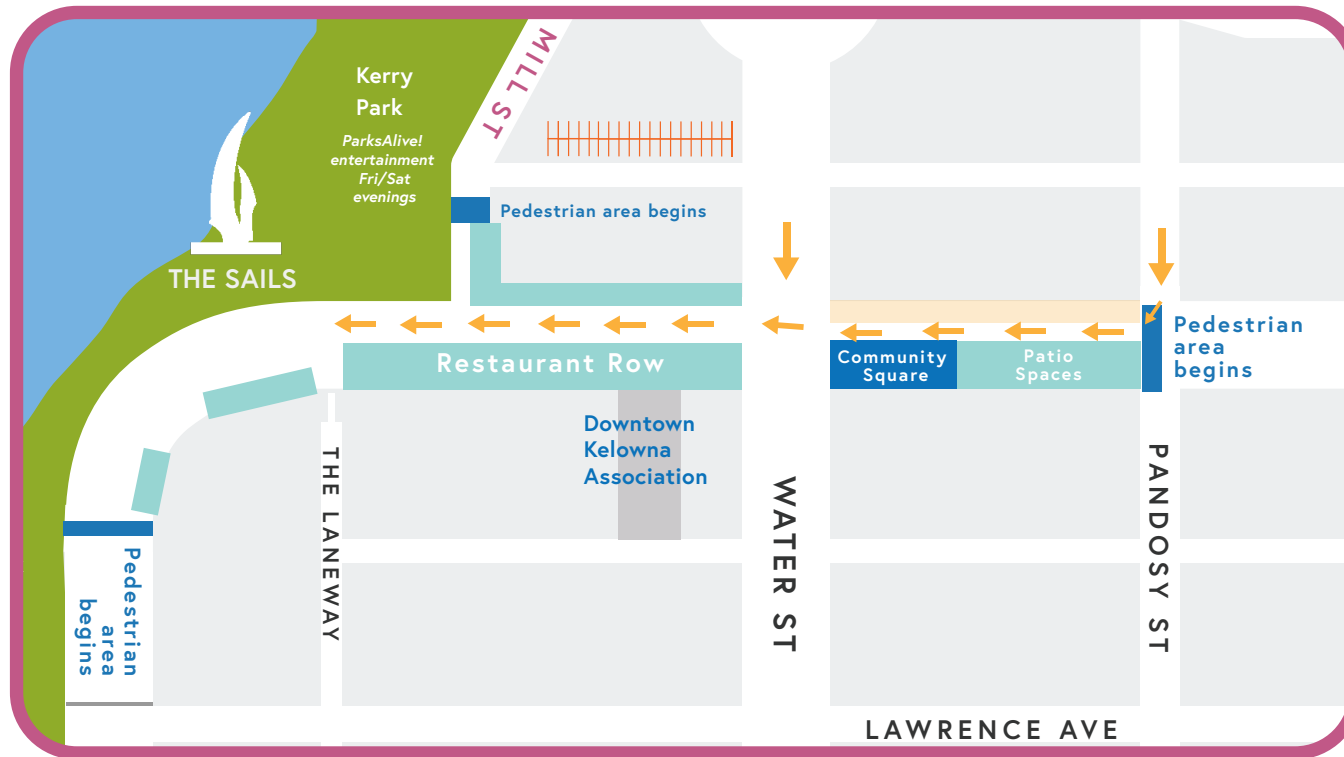 MILL ST
Kerry
Park
ParksAlive!
entertainment
Fri/Sat
evenings
THE SAILS
Pedestrian area begins
Restaurant Row
Community
Square
Patio
Spaces
Pedestrian
area
begins
Downtown
Kelowna
Association
THE LANEWAY
WATER ST
PANDOSY ST
Pedestrian
area
begins
LAWRENCE AVE